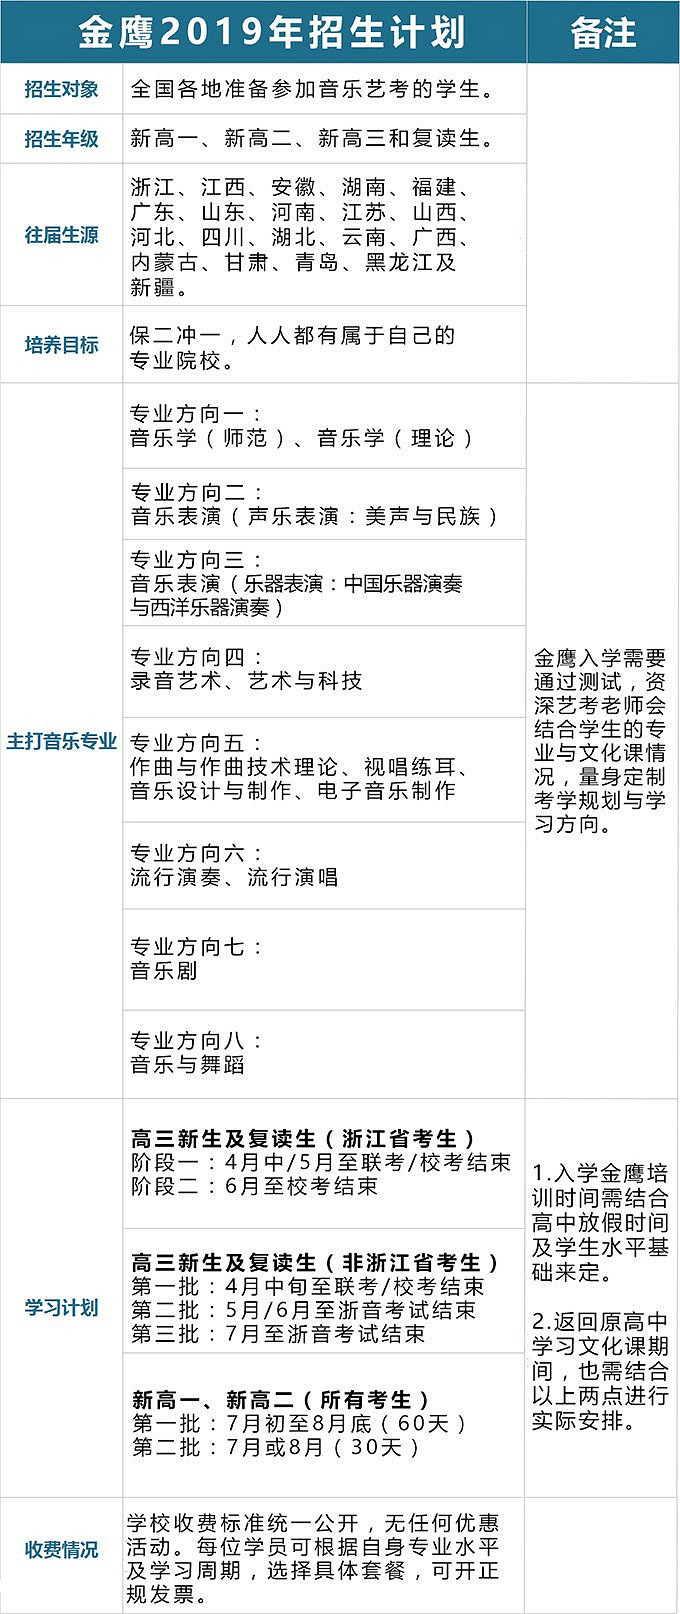 金鹰2019年招生计划
备注
招生对象
全国各地准备参加音乐艺考的学生。
招生年级
新高一、新高二、新高三和复读生。
往届生源
浙江、江西、安徽、湖南、福建、
广东、山东、河南、江苏、山西、
河北、四川、湖北、云南、广西、
内蒙古、甘肃、青岛、黑龙江及
新疆。
培养目标
保二冲一，人人都有属于自己的
专业院校。
主打音乐专业
专业方向一：
音乐学（师范）、音乐学（理论）
专业方向二：
音乐表演（声乐表演：美声与民族）
专业方向三：
音乐表演（乐器表演：中国乐器演奏
与西洋乐器演奏）
专业方向四：
录音艺术、艺术与科技
专业方向五：
作曲与作曲技术理论、视唱练耳、
音乐设计与制作、电子音乐制作
专业方向六：
流行演奏、流行演唱
专业方向七：
音乐剧
专业方向八：
音乐与舞蹈
金鹰入学需要
通过测试，资
深艺考老师会
结合学生的专
业与文化课情
况，量身定制
考学规划与学
习方向。
学习计划
高三新生及复读生（浙江省考生）
阶段一：4月中/5月至联考/校考结束
阶段二：6月至校考结束
高三新生及复读生（非浙江省考生）
第一批：4月中旬至联考/校考结束
第二批：5月/6月至浙音考试结束
第三批：7月至浙音考试结束
新高一、新高二（所有考生）
第一批：7月初至8月底（60天）
第二批：7月或8月（30天）
1.入学金鹰培
训时间需结合
高中放假时间
及学生水平基
础来定。
2.返回原高中
学习文化课期
间，也需结合
以上两点进行
实际安排。
收费情况
学校收费标准统一公开，无任何优惠
活动。每位学员可根据自身专业水平
及学习周期，选择具体套餐，可开正
规发票。